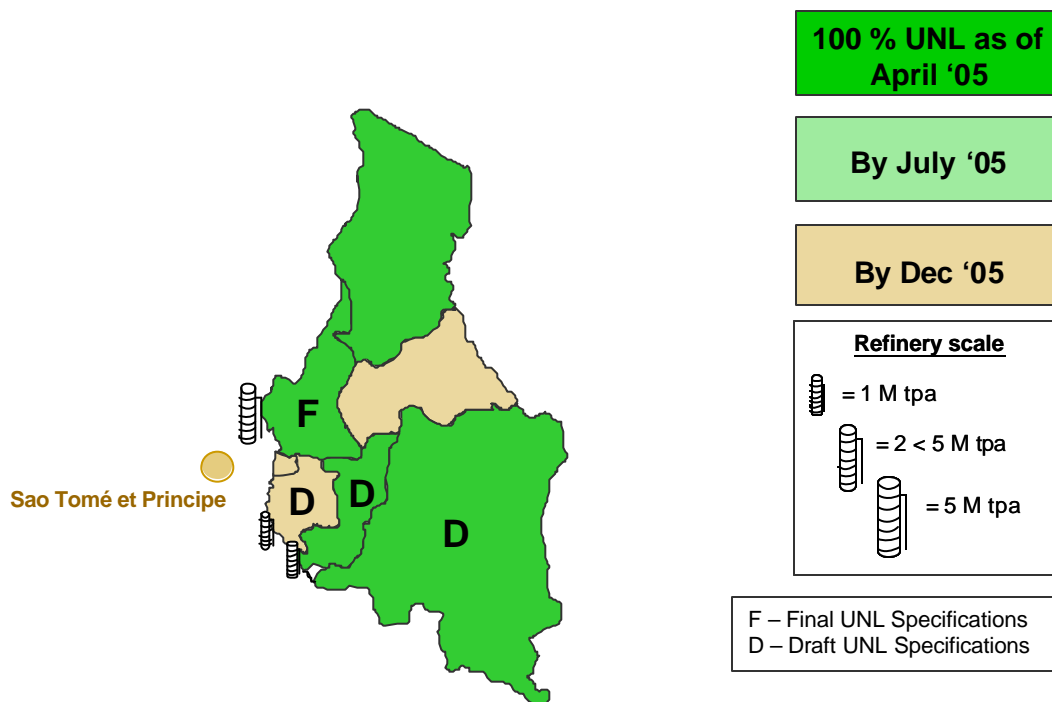 100 % UNL as of
April ‘05
By July ‘05
By Dec ‘05
Refinery scale
= 1 M tpa
= 2 < 5 M tpa
= 5 M tpa
F – Final UNL Specifications
D – Draft UNL Specifications
F
Sao Tomé et Principe
D
D
D